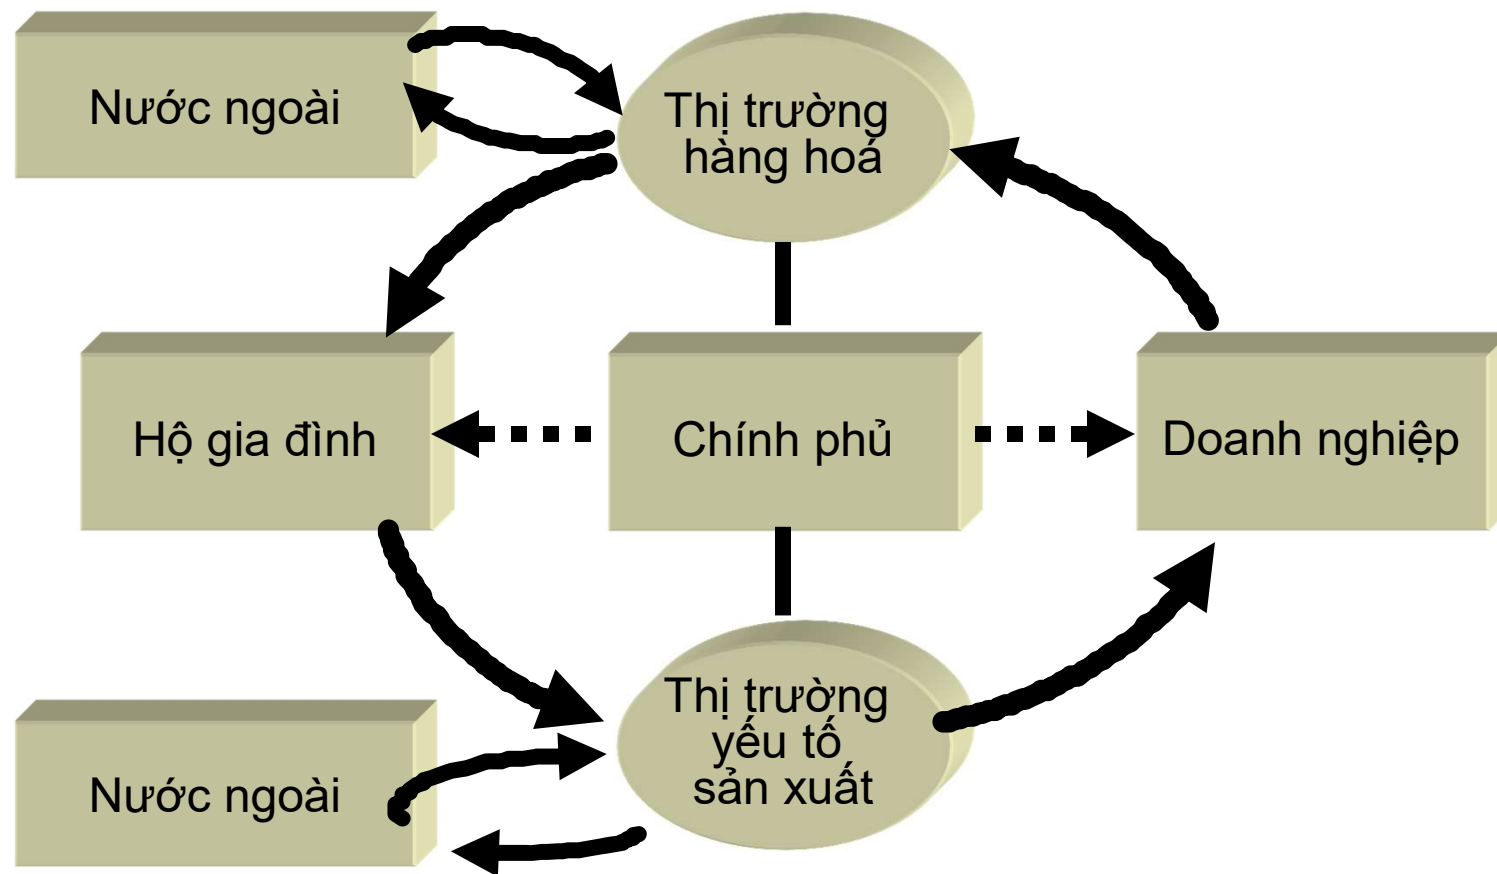 Nước ngoài
Thị trường
hàng hoá
Hộ gia đình
Chính phủ
Doanh nghiệp
Thị trường
yếu tố
sản xuất
Nước ngoài